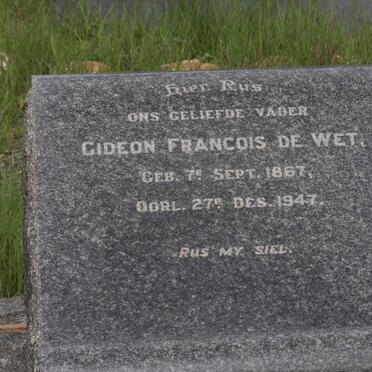 Hier Rus
ONS GELIEFDE VADER
GIDEON FRANCOIS DE WET,
GEB. 7E SEPT. 1867.
OORL. 27E DES. 1947.
RUS MY SIEL.